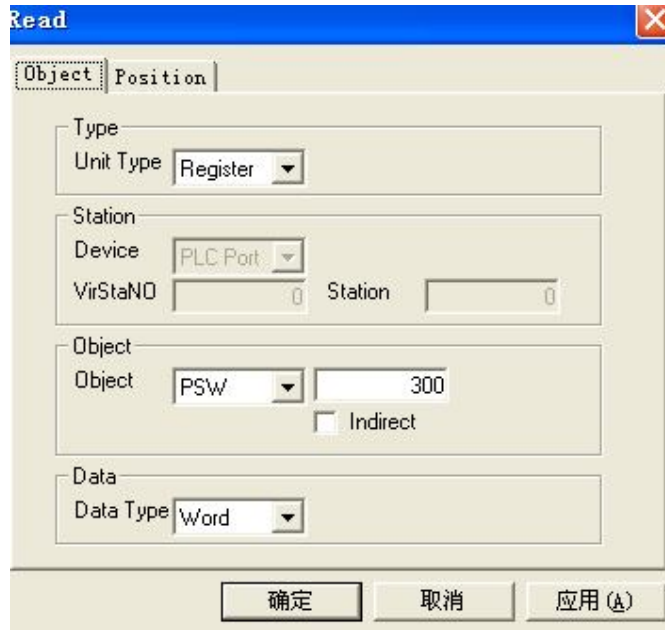 Read
Object Position
Type
Unit Type Register
Station
Device PLC Port
VirStaNO 0 Station 0
Object
Object PSW 300
Indirect
Data
Data Type Word
确定 取消 应用(A)